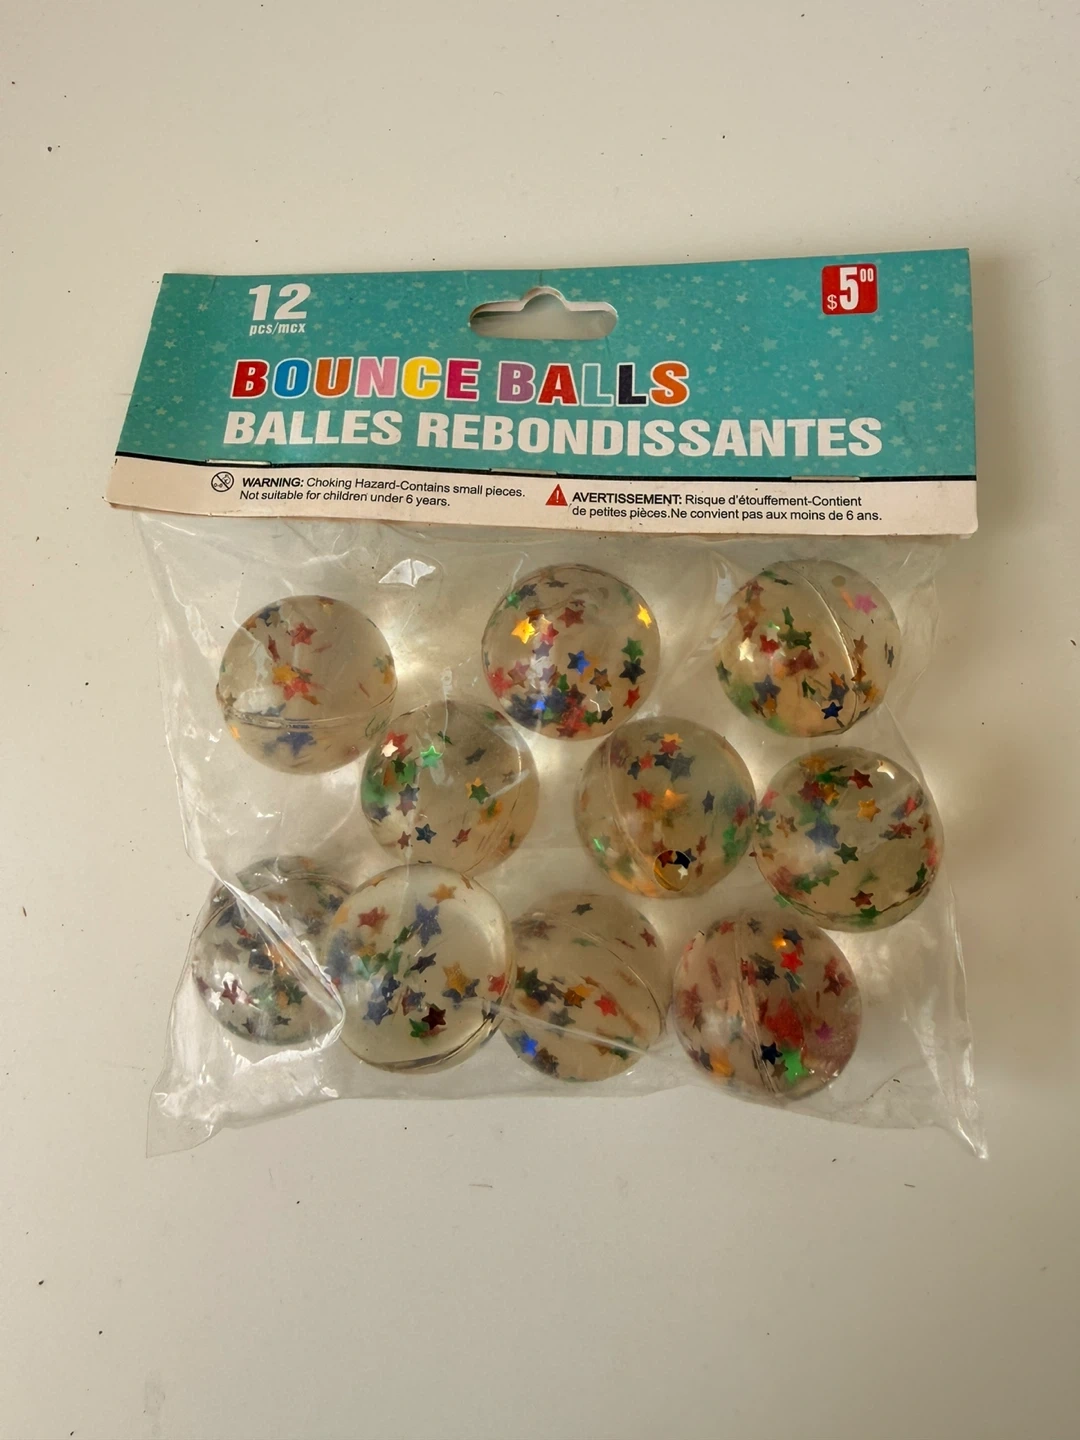 12
pcs/mcx
$5.00
BOUNCE BALLS
BALLES REBONDISSANTES
WARNING: Choking Hazard-Contains small pieces.
Not suitable for children under 6 years.
AVERTISSEMENT: Risque d'étouffement-Contient
de petites pièces.Ne convient pas aux moins de 6 ans.